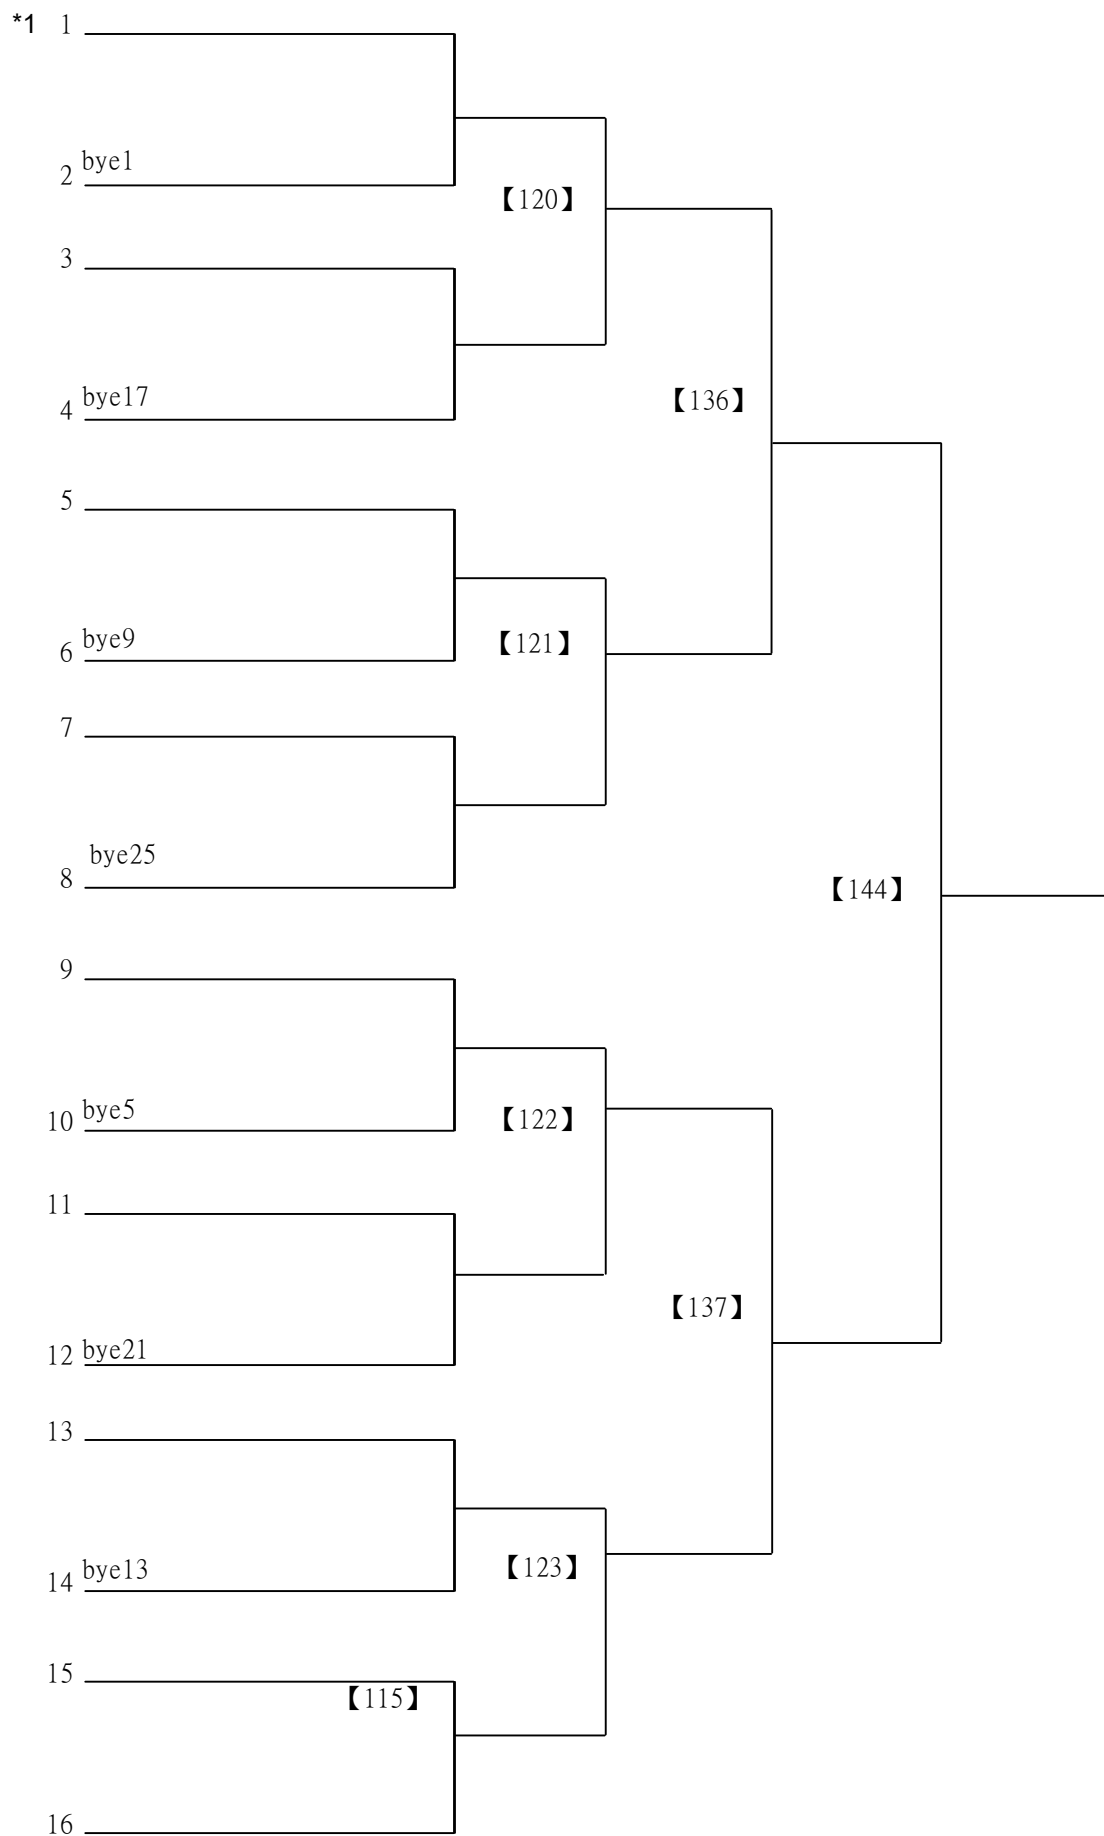 *1 1
2 bye1
【120】
3
4 bye17
【136】
5
6 bye9
【121】
7
8 bye25
【144】
9
10 bye5
【122】
11
【137】
12 bye21
13
14 bye13
【123】
15
【115】
16